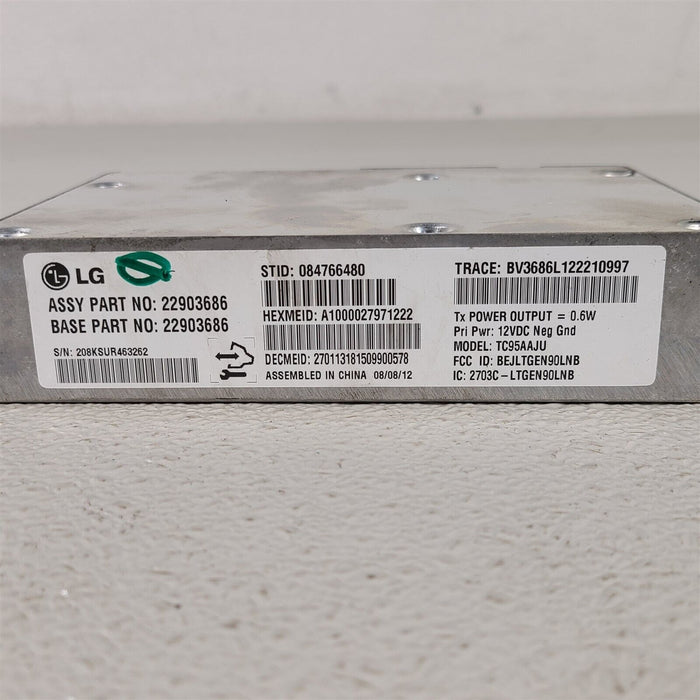 LG
ASSY PART NO: 22903686
BASE PART NO: 22903686
S/N: 208KSUR463262
STID: 084766480
HEXMEID: A1000027971222
DECMEID: 270113181509900578
ASSEMBLED IN CHINA 08/08/12
TRACE: BV3686L122210997
Tx POWER OUTPUT = 0.6W
Pri Pwr: 12VDC Neg Gnd
MODEL: TC95AAJU
FCC ID: BEJLTGEN90LNB
IC: 2703C-LTGEN90LNB